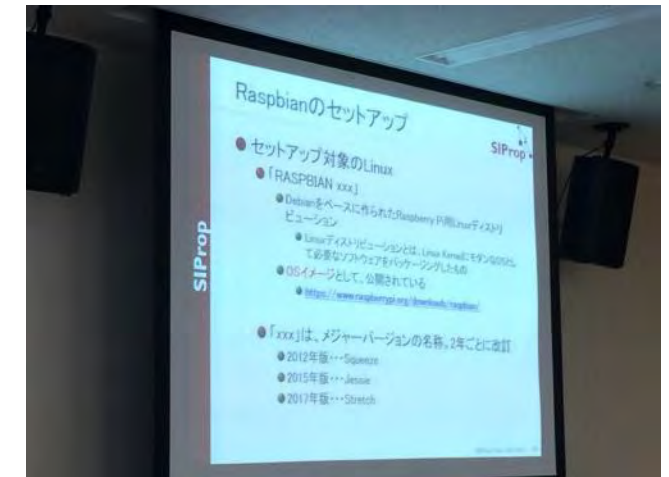 Raspbianのセットアップ
SIProp
セットアップ対象のLinux
「RASPBIAN xxx」
Debianをベースに作られたRaspberry Pi用Linuxディストリ
ビューション
Linuxディストリビューションとは、Linux KernelにモダンなOSとし
て必要なソフトウェアをパッケージングしたもの
OSイメージとして、公開されている
https://www.raspberrypi.org/downloads/raspbian/
「xxx」は、メジャーバージョンの名称。2年ごとに改訂
2012年版・・・Squeeze
2015年版・・・Jessie
2017年版・・・Stretch
SIProp